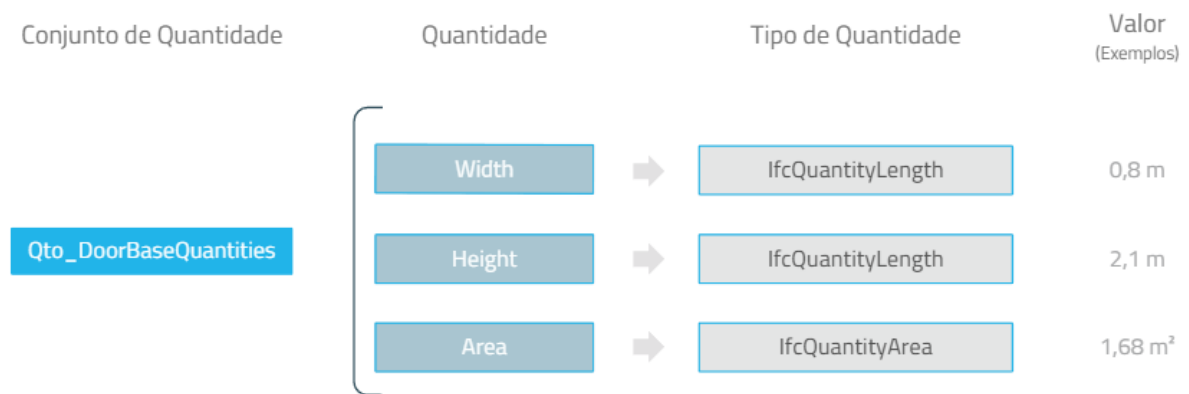 Conjunto de Quantidade
Quantidade
Tipo de Quantidade
Valor
(Exemplos)
Width
IfcQuantityLength
0,8 m
Qto_DoorBaseQuantities
Height
IfcQuantityLength
2,1 m
Area
IfcQuantityArea
1,68 m²